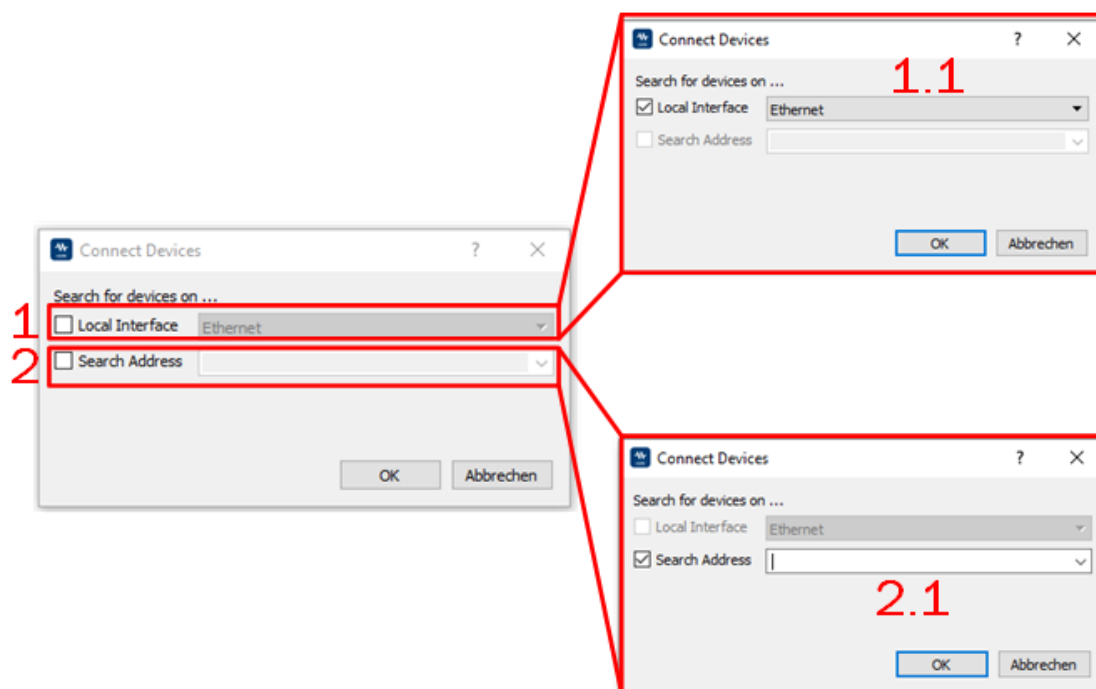 Connect Devices ? ×
Search for devices on ...
1.1
Local Interface Ethernet
Search Address
OK Abbrechen
Connect Devices ? ×
Search for devices on ...
1
Local Interface Ethernet
2
Search Address
OK Abbrechen
Connect Devices ? ×
Search for devices on ...
Local Interface Ethernet
Search Address
2.1
OK Abbrechen